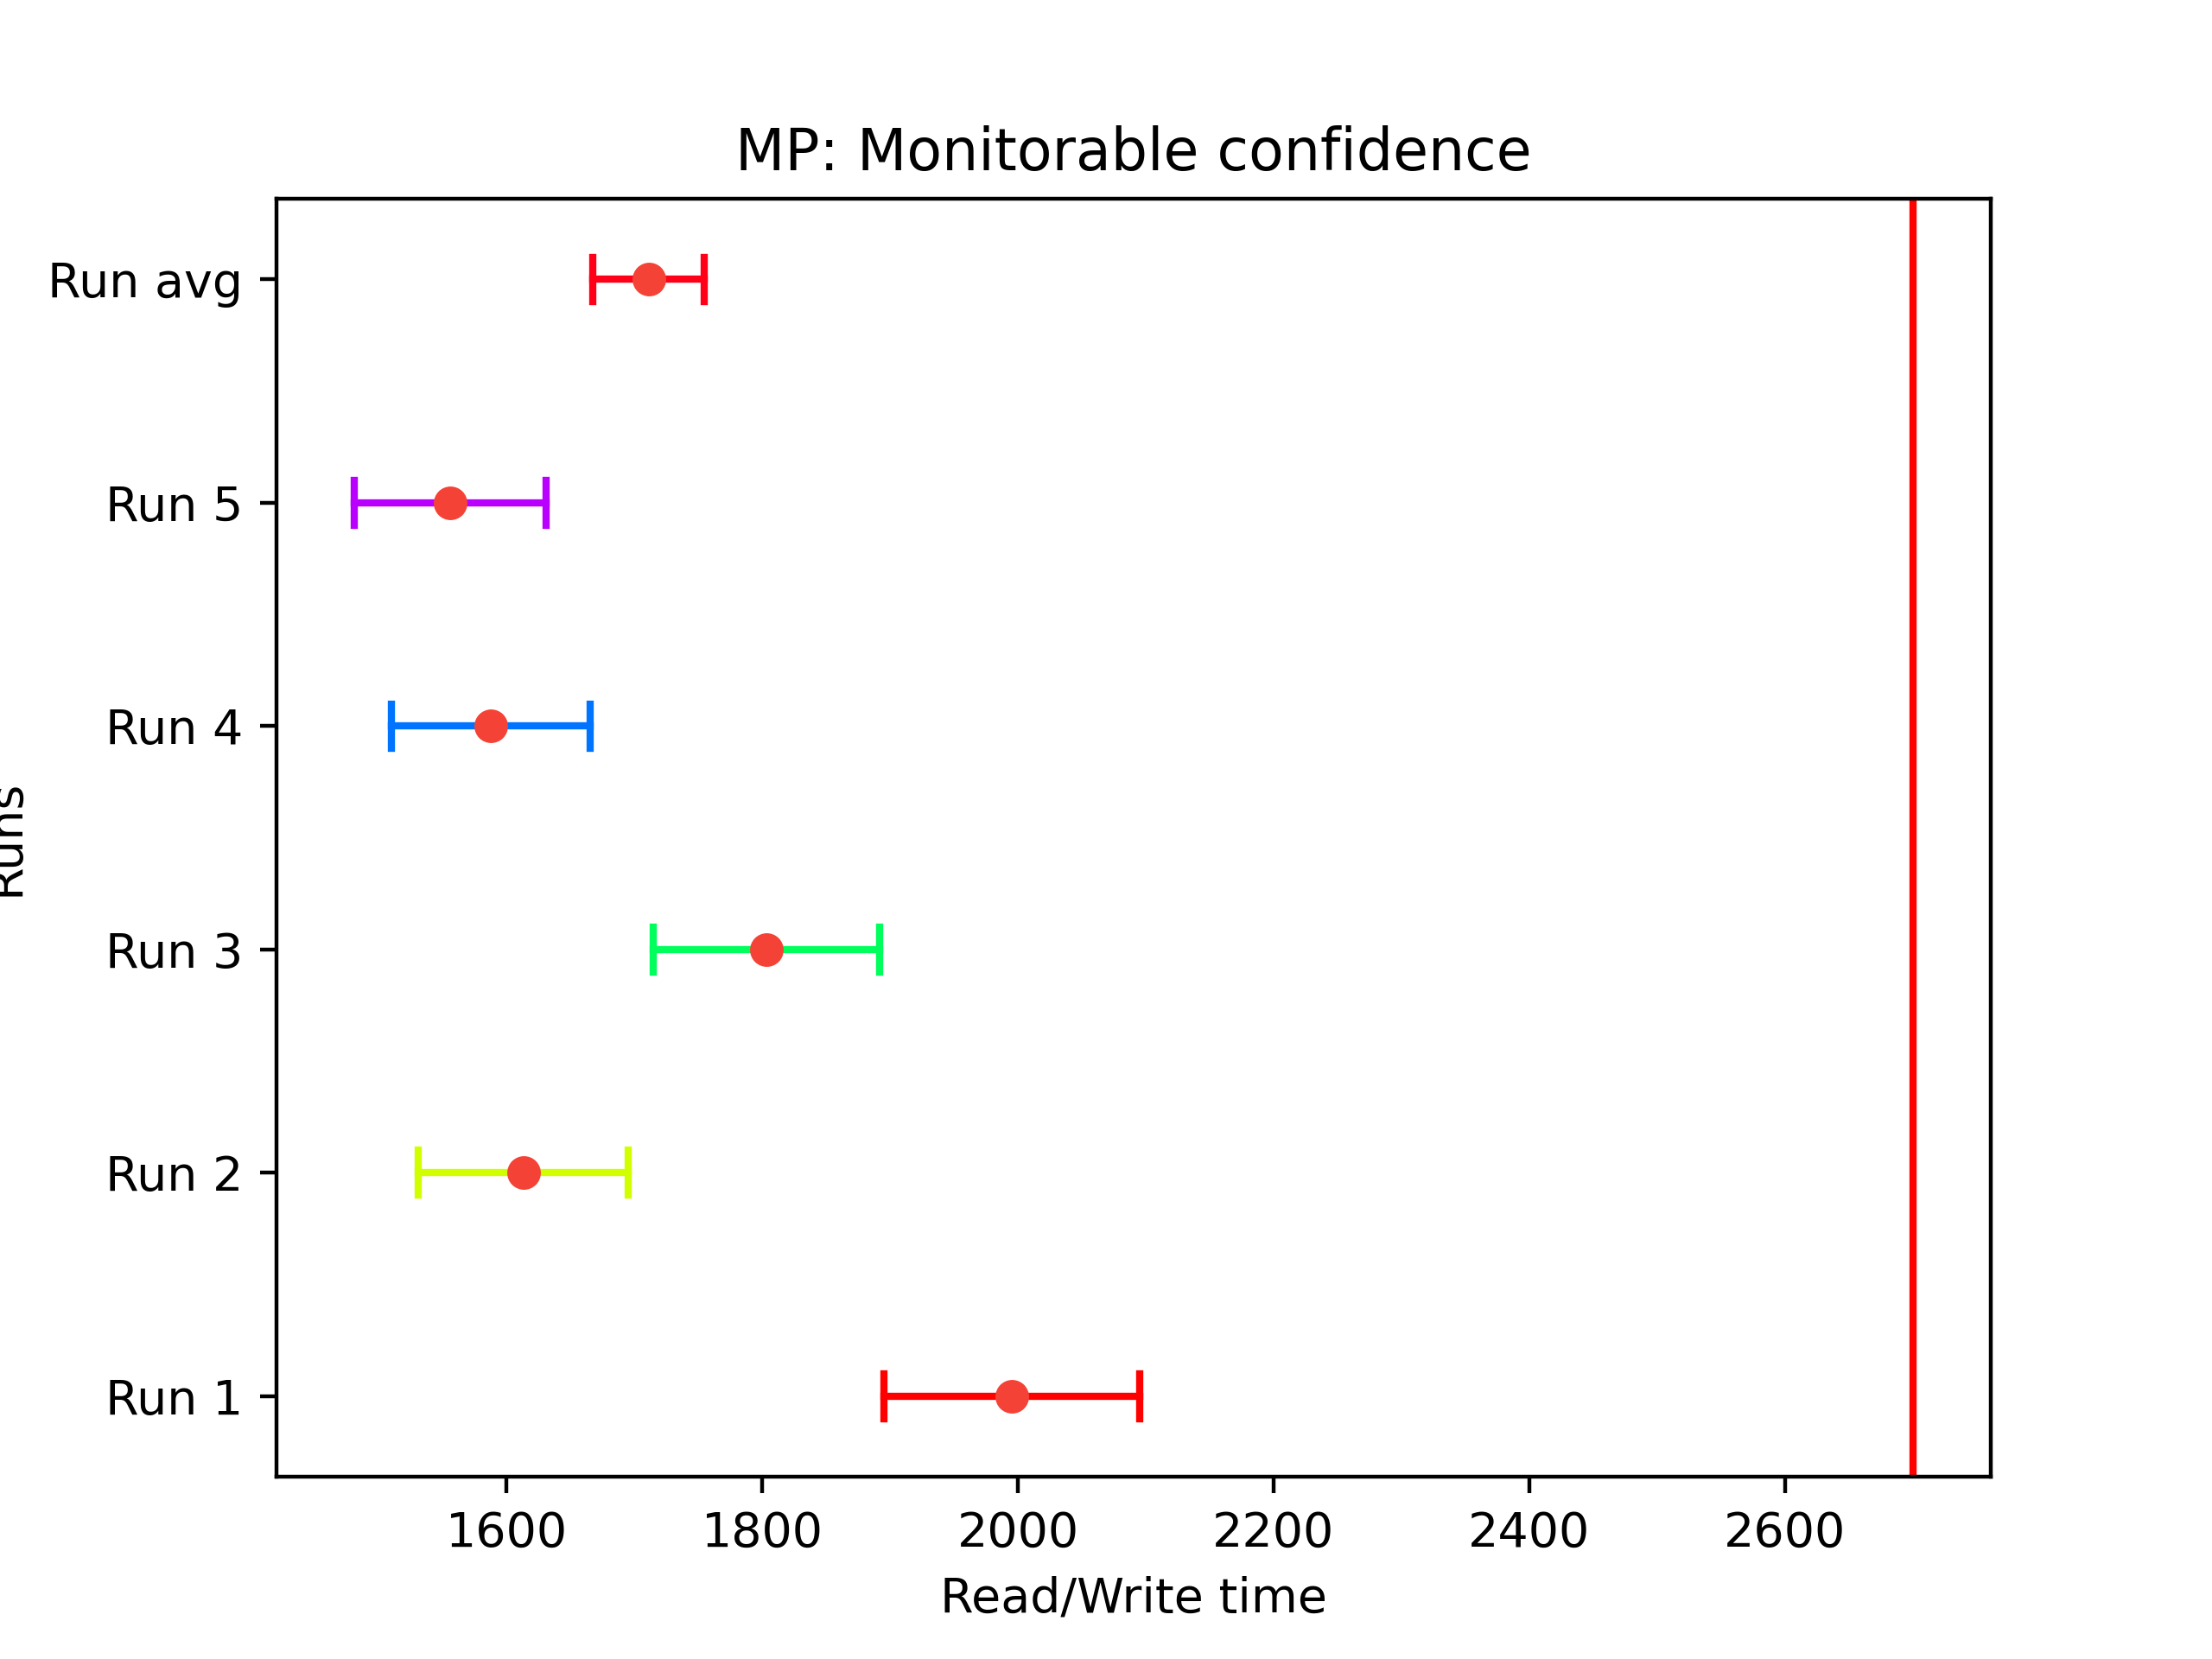 MP: Monitorable confidence
Run avg
Run 5
Run 4
Run 3
Run 2
Run 1
Runs
1600 1800 2000 2200 2400 2600
Read/Write time